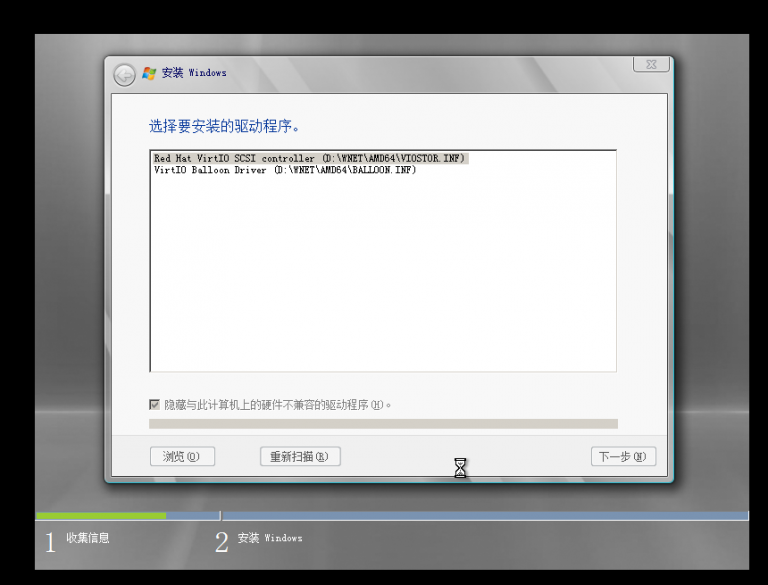 安装 Windows
选择要安装的驱动程序。
Red Hat VirtIO SCSI controller (D:\WNET\AMD64\VIOSTOR.INF)
VirtIO Balloon Driver (D:\WNET\AMD64\BALLOON.INF)
隐藏与此计算机上的硬件不兼容的驱动程序(H)。
浏览(O) 重新扫描(R) 下一步(N)
1 收集信息 2 安装 Windows